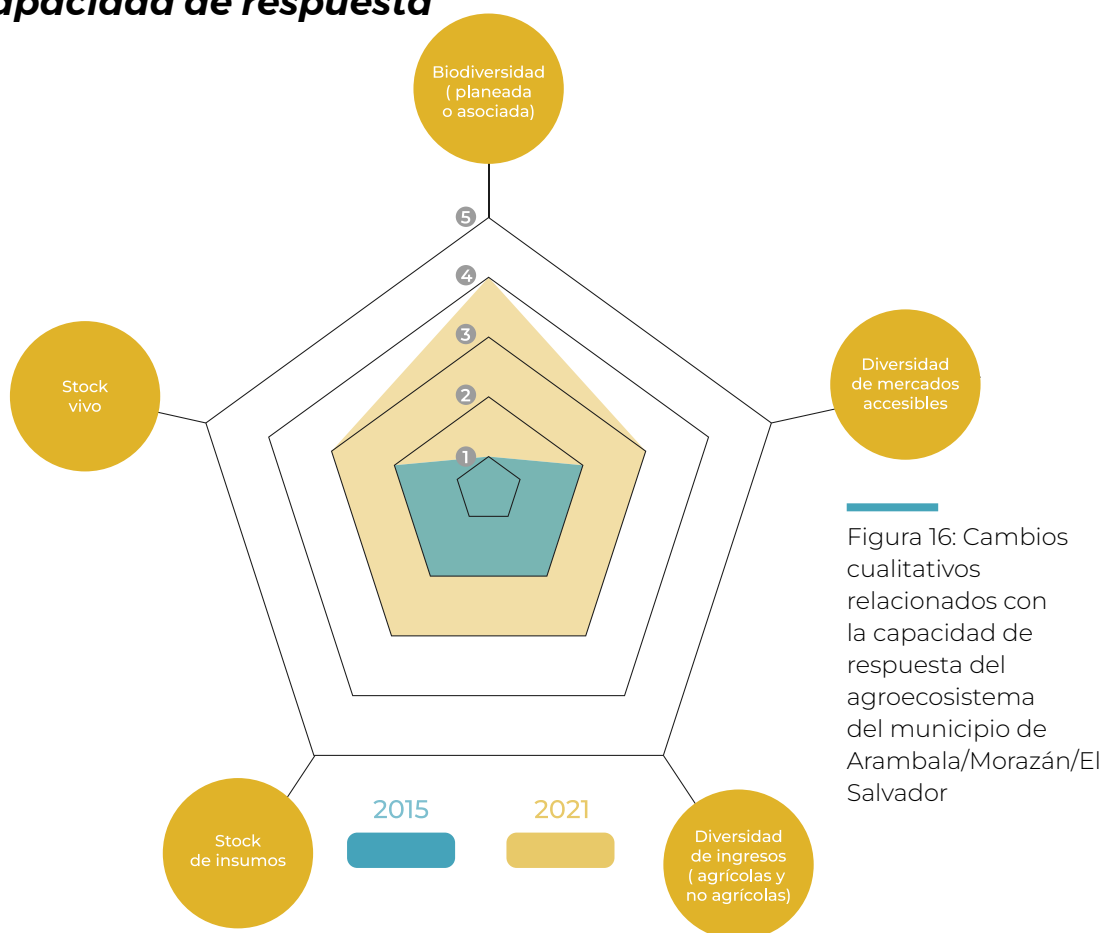 apacidad de respuesta
Biodiversidad
( planeada
o asociada)
5
4
3
2
1
Stock
vivo
Diversidad
de mercados
accesibles
Figura 16: Cambios
cualitativos
relacionados con
la capacidad de
respuesta del
agroecosistema
del municipio de
Arambala/Morazán/El
Salvador
Stock
de insumos
2015
2021
Diversidad
de ingresos
( agrícolas y
no agrícolas)